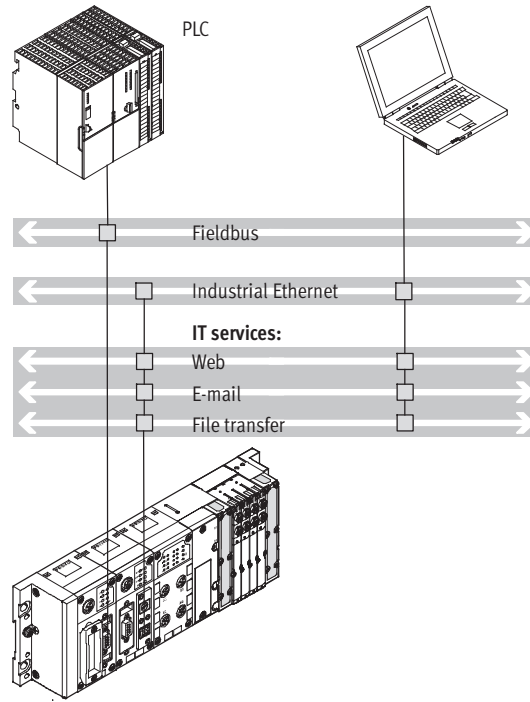 PLC
Fieldbus
Industrial Ethernet
IT services:
Web
E-mail
File transfer